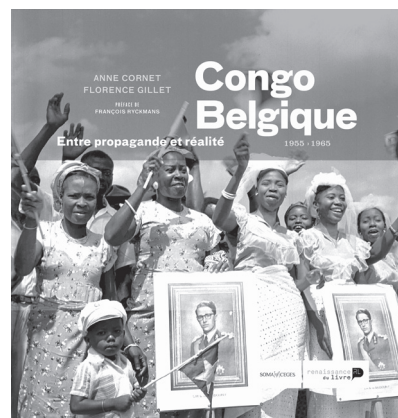 ANNE CORNET
FLORENCE GILLET
PRÉFACE DE
FRANÇOIS RYCKMANS
Congo
Belgique
Entre propagande et réalité
1955 - 1965
SOMA CEGES
renaissance
du livre
RL